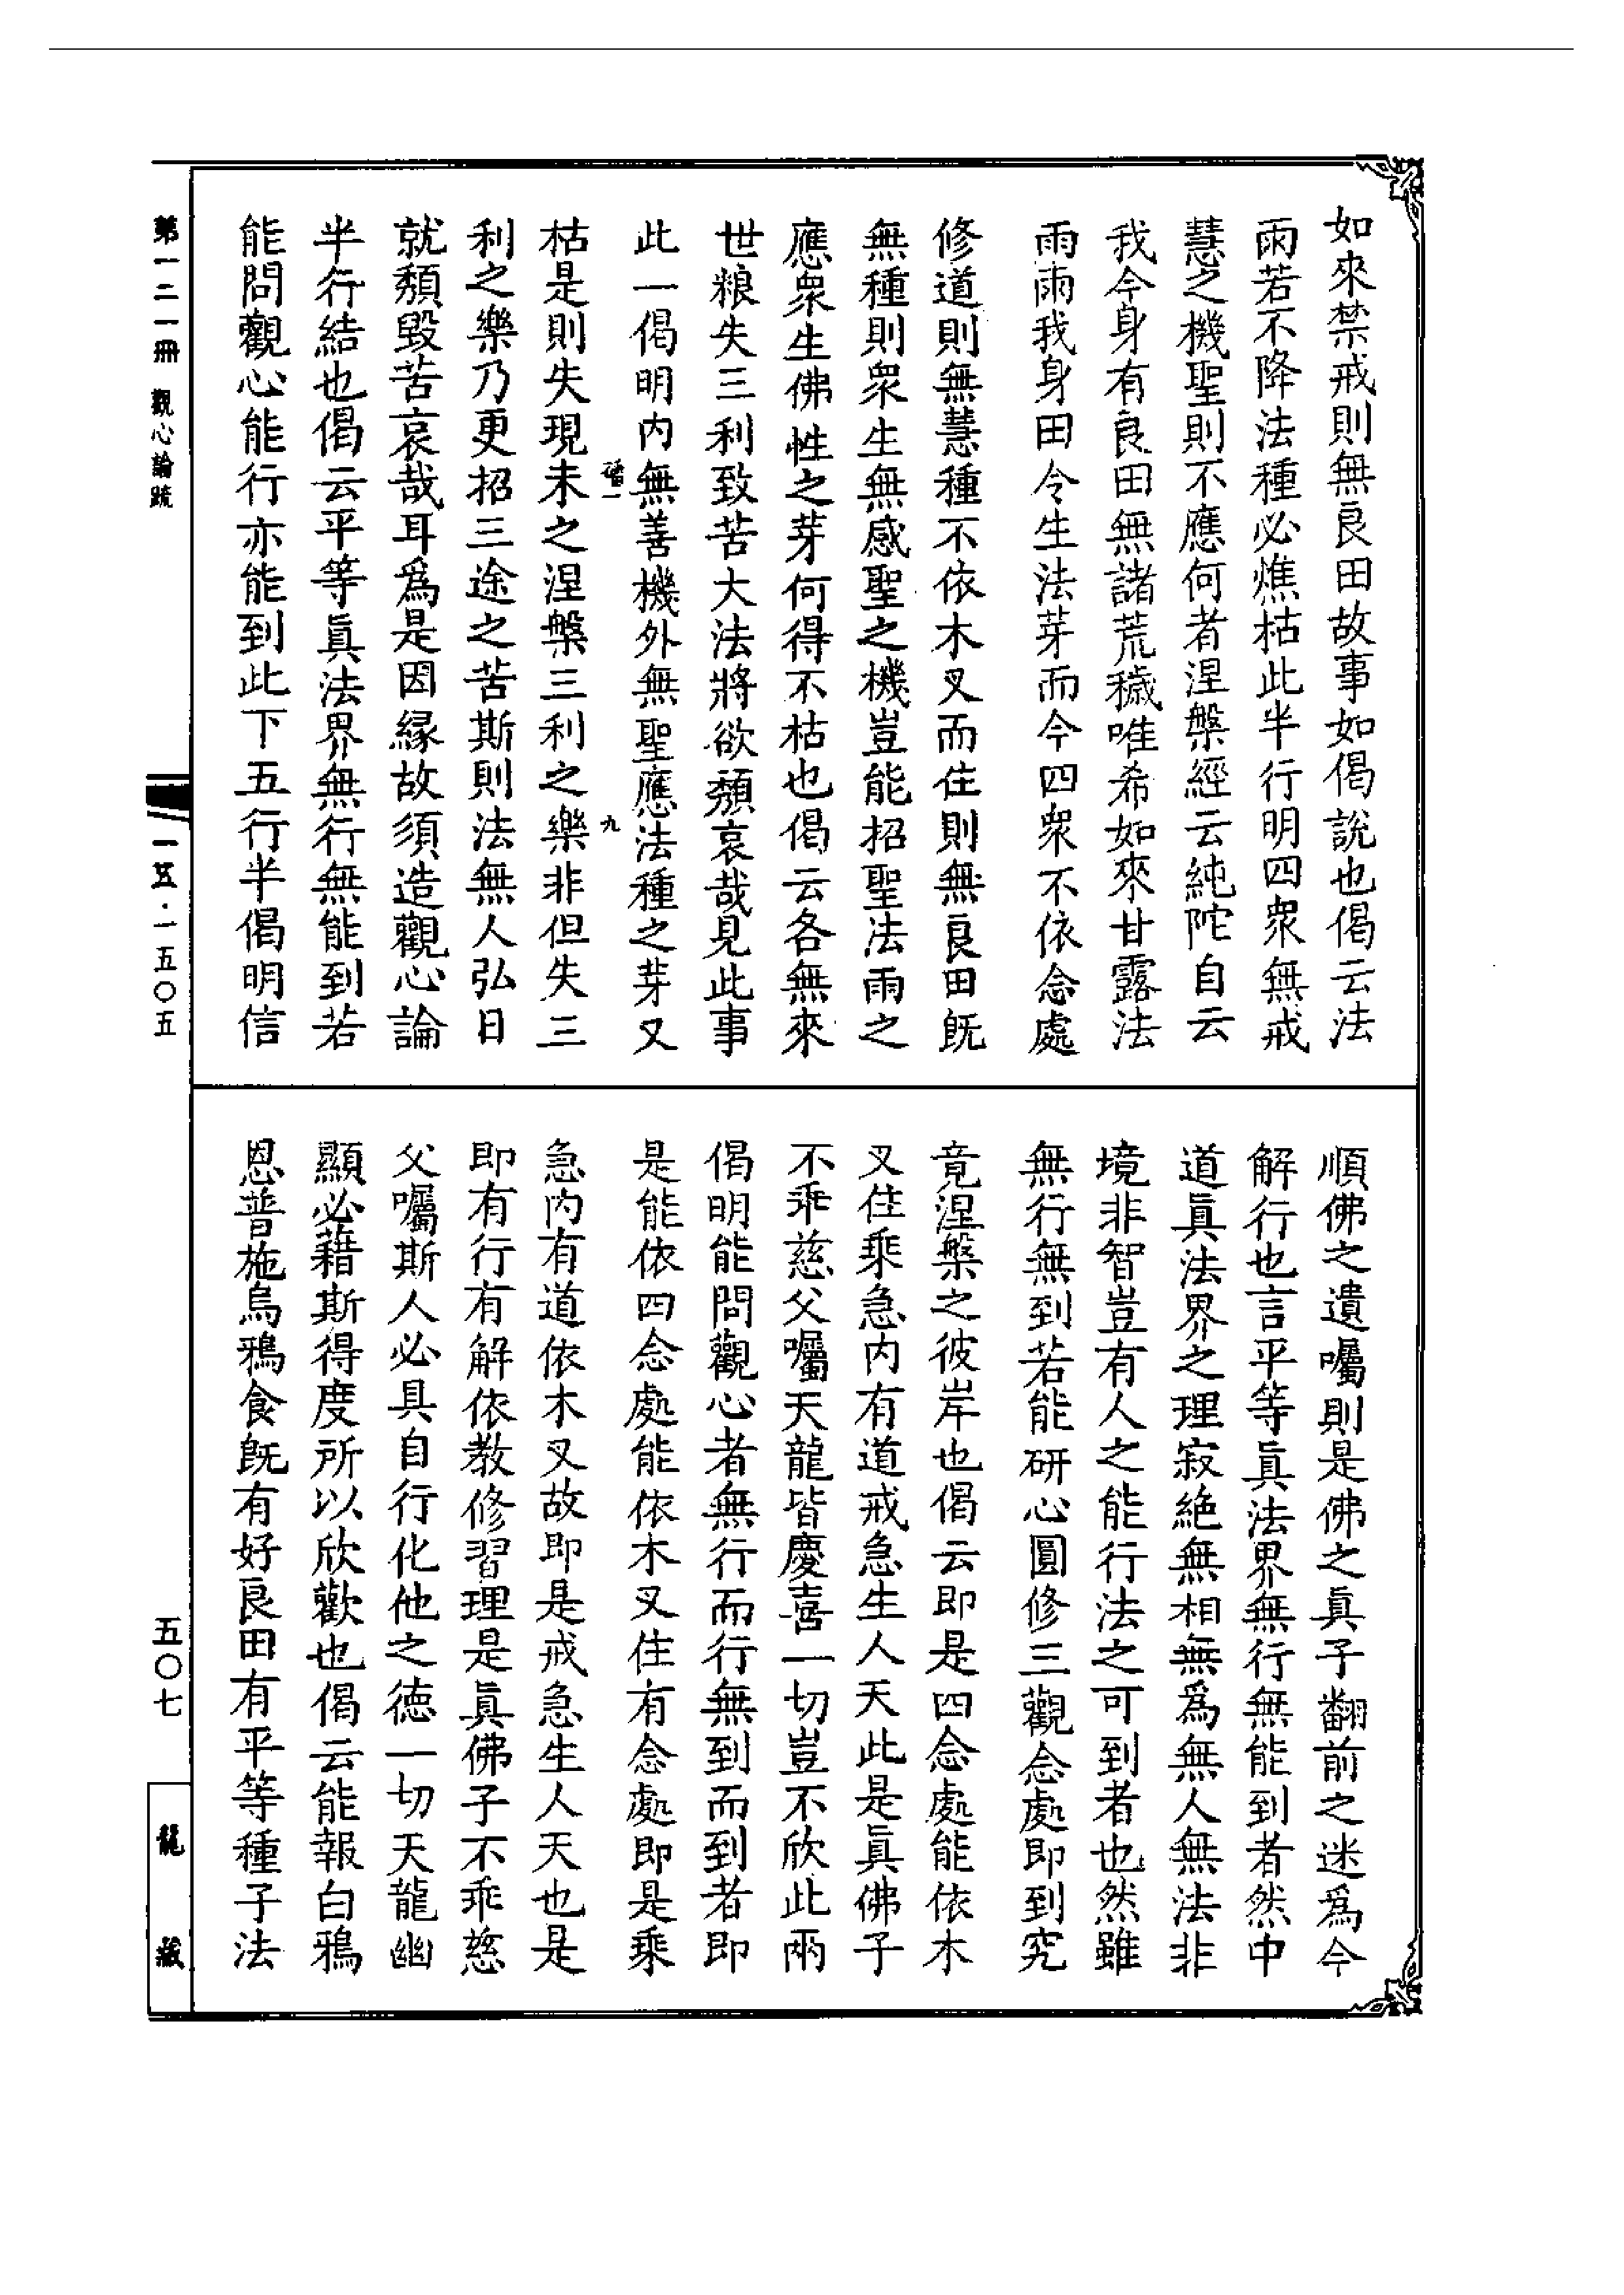 如來禁戒則無良田故事如偈說也偈云法
雨若不降法種必燋枯此半行明四衆無戒
慧之機聖則不應何者涅槃經云純陀自云
我今身有良田無諸荒穢唯希如來甘露法
雨雨我身田令生法芽而今四衆不依念處
修道則無慧種不依木叉而住則無良田旣
無種則衆生無感聖之機豈能招聖法雨之
應衆生佛性之芽何得不枯也偈云各無來
世粮失三利致苦大法將欲頹哀哉見此事
此一偈明内無善機外無聖應法種之芽又
枯是則失現未之涅槃三利之樂非但失三
利之樂乃更招三途之苦斯則法無人弘日
就頹毀苦哀哉耳爲是因縁故須造觀心論
半行結也偈云平等眞法界無行無能到若
能問觀心能行亦能到此下五行半偈明信
九
順佛之遺囑則是佛之眞子翻前之迷爲今
解行也言平等眞法界無行無能到者然中
道眞法界之理寂絶無相無爲無人無法非
境非智豈有人之能行法之可到者也然雖
無行無到若能研心圓修三觀念處即到究
竟涅槃之彼岸也偈云即是四念處能依木
叉住乘急内有道戒急生人天此是眞佛子
不乖慈父囑天龍皆慶喜一切豈不欣此兩
偈明能問觀心者無行而行無到而到者即
是能依四念處能依木叉住有念處即是乘
急内有道依木叉故即是戒急生人天也是
即有行有解依教修習理是眞佛子不乖慈
父囑斯人必具自行化他之德一切天龍幽
顯必藉斯得度所以欣歡也偈云能報白鴉
恩普施烏鴉食旣有好良田有平等種子法
第一二一冊 觀心論疏
一五·一五〇五
五〇七
龍藏